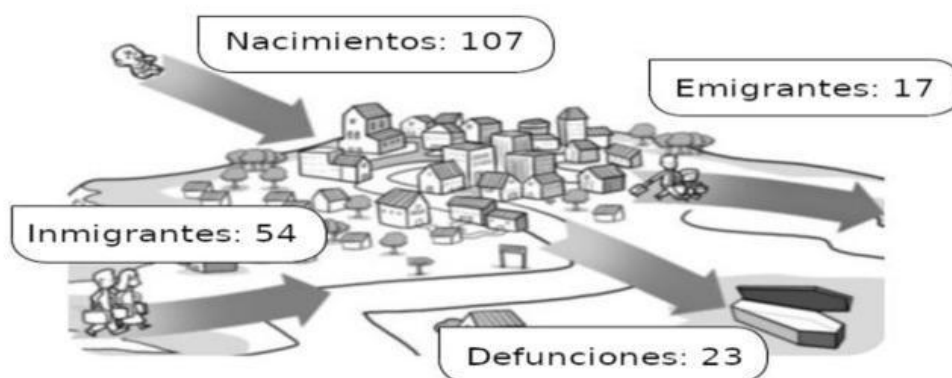 Nacimientos: 107
Emigrantes: 17
Inmigrantes: 54
Defunciones: 23